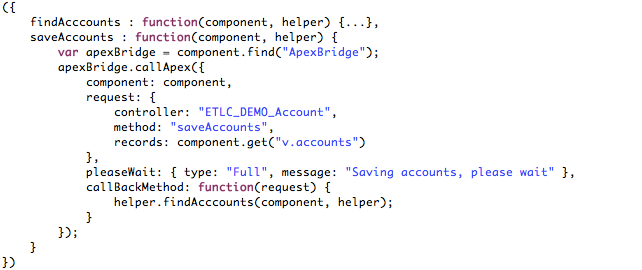 ({
    findAcccounts : function(component, helper) {...},
    saveAccounts : function(component, helper) {
        var apexBridge = component.find("ApexBridge");
        apexBridge.callApex({
            component: component,
            request: {
                controller: "ETLC_DEMO_Account",
                method: "saveAccounts",
                records: component.get("v.accounts")
            },
            pleaseWait: { type: "Full", message: "Saving accounts, please wait" },
            callBackMethod: function(request) {
                helper.findAcccounts(component, helper);
            }
        });
    }
})